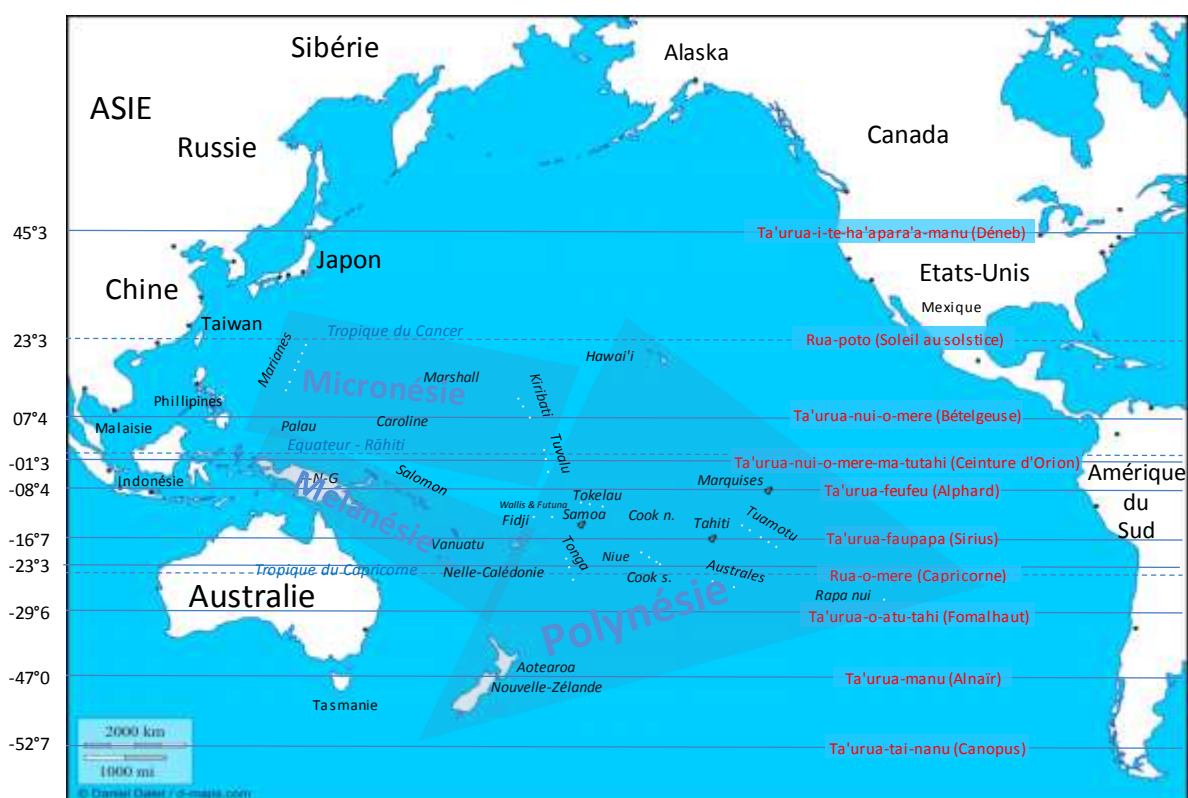 Sibérie
Alaska
ASIE
Canada
Russie
45°3
Ta'urua-i-te-ha'apara'a-manu (Déneb)
Japon
Etats-Unis
Chine
Mexique
Taiwan
Tropique du Cancer
23°3
Rua-poto (Soleil au solstice)
Marianes
Hawai'i
Micronésie
Marshall
Kiribati
Phillipines
07°4
Ta'urua-nui-o-mere (Bételgeuse)
Palau
Caroline
Malaisie
Equateur - Rāhiti
Tuvalu
-01°3
Ta'urua-nui-o-mere-ma-tutahi (Ceinture d'Orion)
Indonésie
P-N-G
Salomon
Marquises
Amérique
du
Sud
-08°4
Ta'urua-feufeu (Alphard)
Mélanésie
Tokelau
Wallis & Futuna
Fidji
Samoa
Cook n.
Tahiti
Tuamotu
-16°7
Ta'urua-faupapa (Sirius)
Vanuatu
Tonga
Niue
-23°3
Tropique du Capricorne
Nelle-Calédonie
Cook s.
Australes
Rua-o-mere (Capricorne)
Australie
Rapa nui
-29°6
Ta'urua-o-atu-tahi (Fomalhaut)
Polynésie
Aotearoa
-47°0
Nouvelle-Zélande
Ta'urua-manu (Alnaïr)
Tasmanie
2000 km
-52°7
Ta'urua-tai-nanu (Canopus)
1000 mi
© Daniel Dalet / d-maps.com